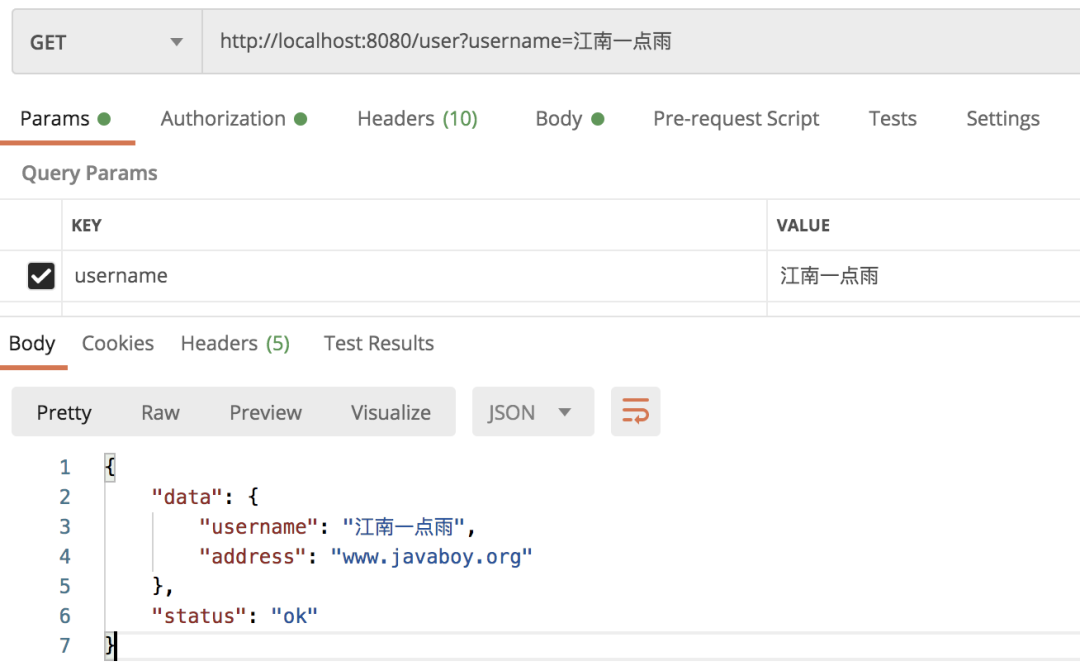 GET http://localhost:8080/user?username=江南一点雨
Params Authorization Headers (10) Body Pre-request Script Tests Settings
Query Params
KEY VALUE
username 江南一点雨
Body Cookies Headers (5) Test Results
Pretty Raw Preview Visualize JSON
1 {
2 "data": {
3 "username": "江南一点雨",
4 "address": "www.javaboy.org"
5 },
6 "status": "ok"
7 }